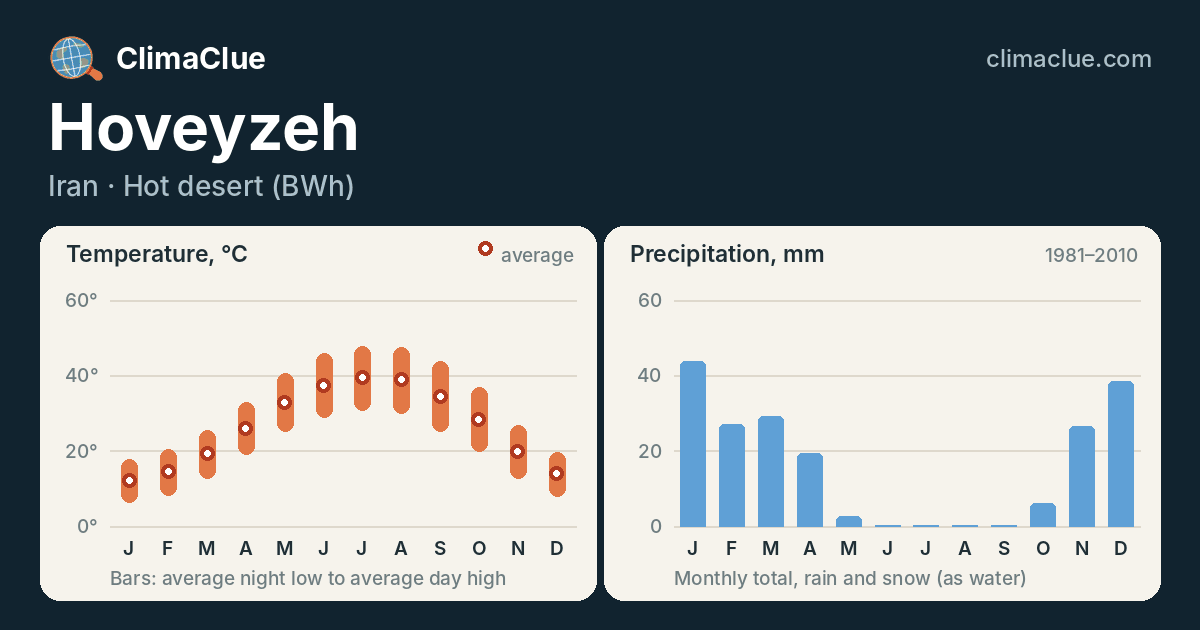 ClimaClue
climaclue.com
Hoveyzeh
Iran · Hot desert (BWh)
Temperature, °C
average
60°
40°
20°
0°
J F M A M J J A S O N D
Bars: average night low to average day high
Precipitation, mm
1981–2010
60
40
20
0
J F M A M J J A S O N D
Monthly total, rain and snow (as water)